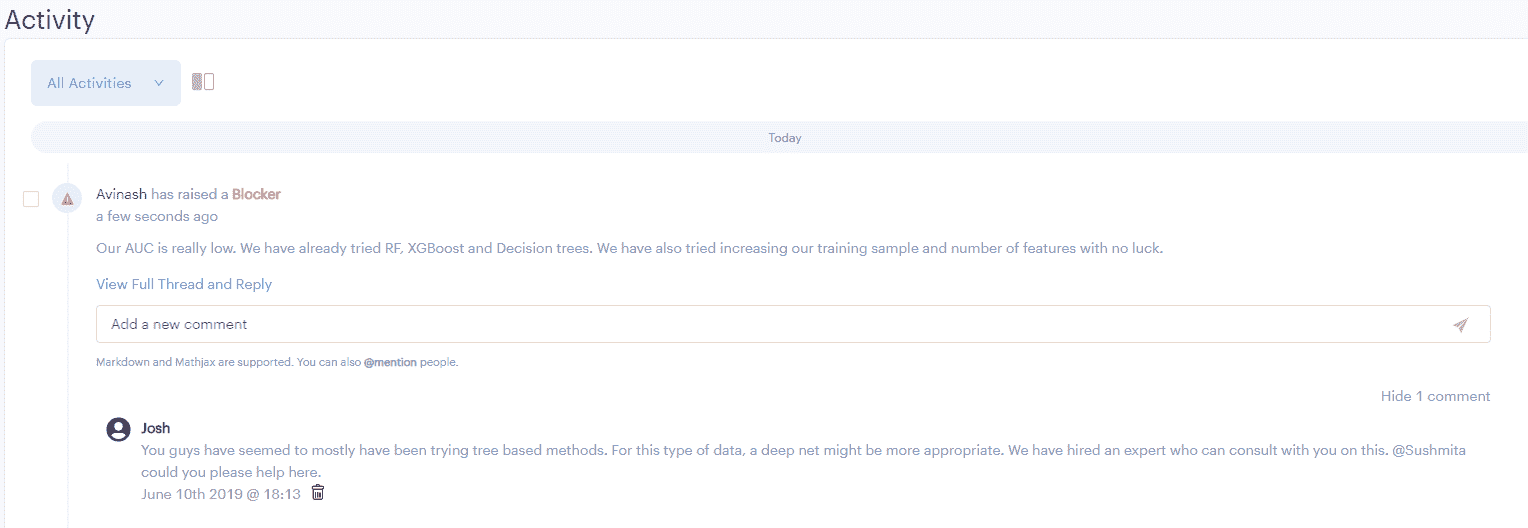 Activity
All Activities
Today
Avinash has raised a Blocker
a few seconds ago
Our AUC is really low. We have already tried RF, XGBoost and Decision trees. We have also tried increasing our training sample and number of features with no luck.
View Full Thread and Reply
Add a new comment
Markdown and Mathjax are supported. You can also @mention people.
Hide 1 comment
Josh
You guys have seemed to mostly have been trying tree based methods. For this type of data, a deep net might be more appropriate. We have hired an expert who can consult with you on this. @Sushmita
could you please help here.
June 10th 2019 @ 18:13